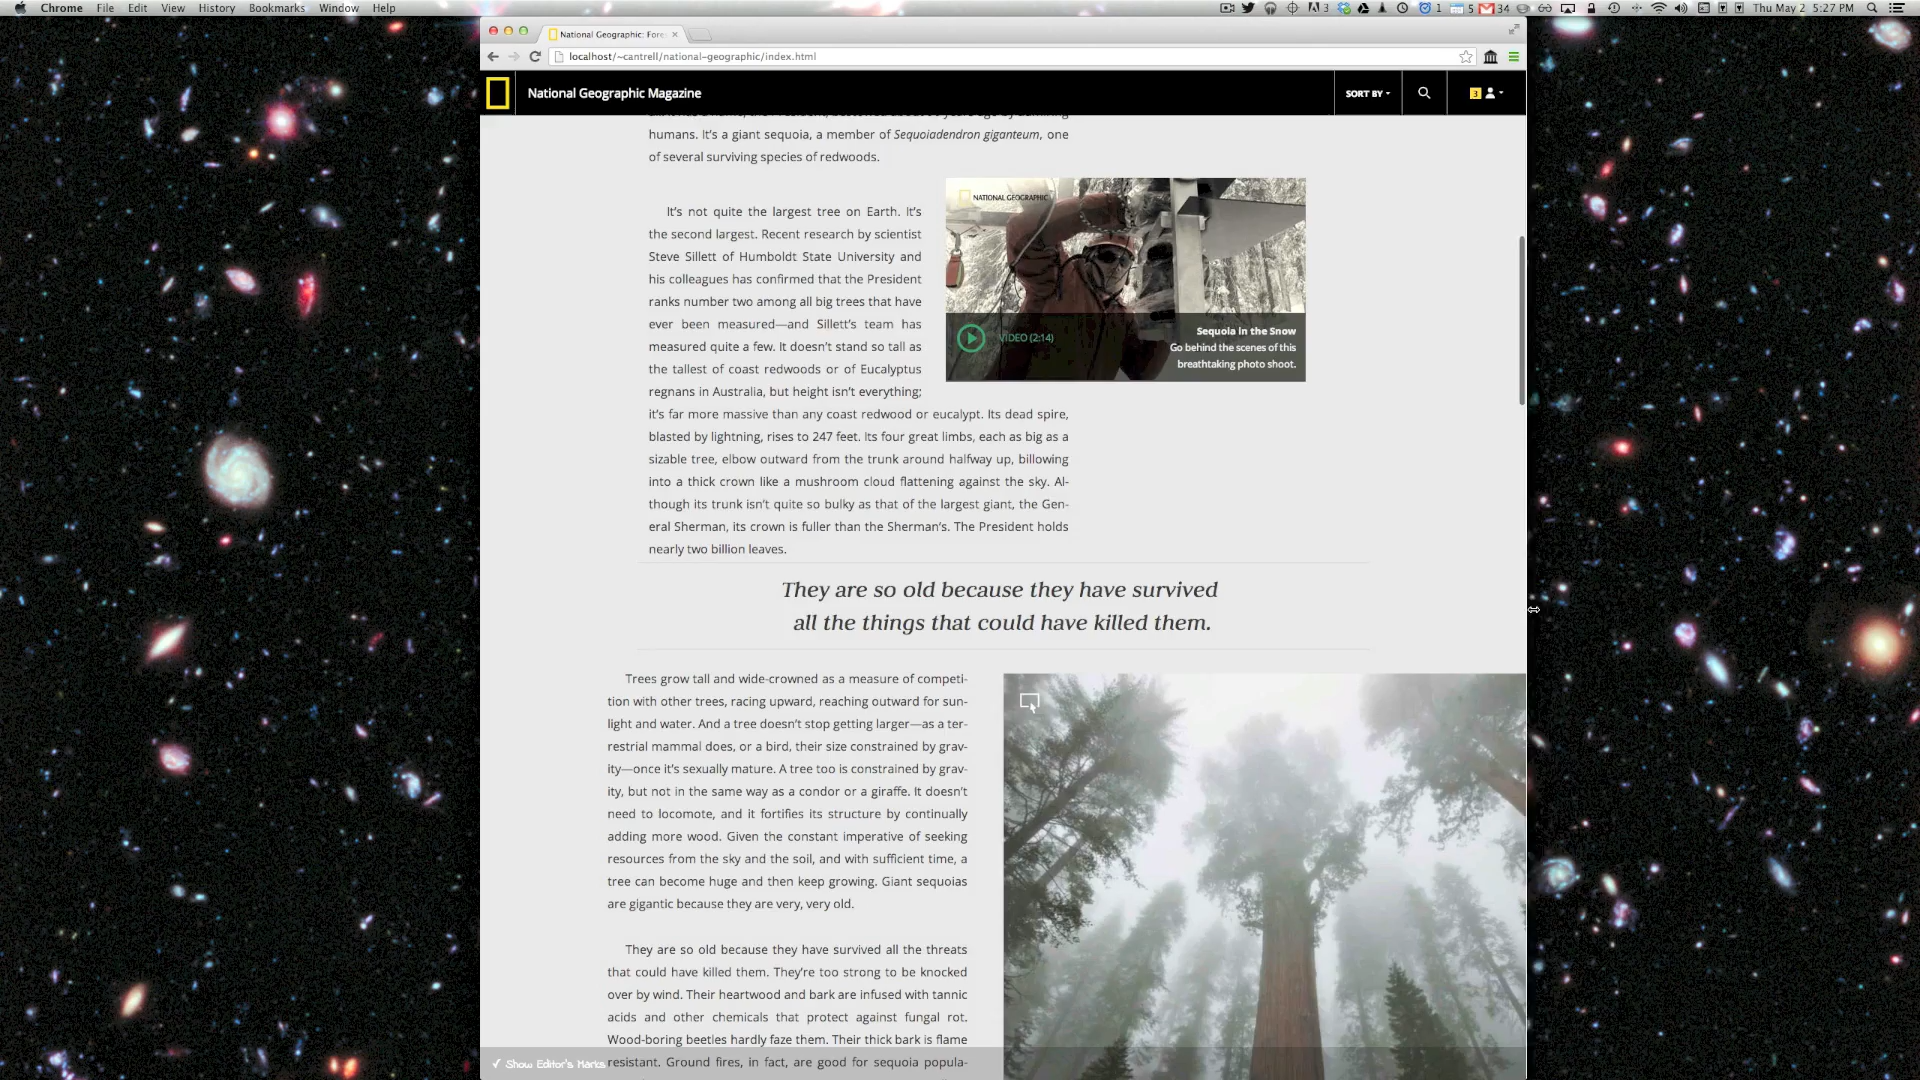 Chrome File Edit View History Bookmarks Window Help
3 1 5 34 Thu May 2 5:27 PM
National Geographic: Fore
localhost/~cantrell/national-geographic/index.html
National Geographic Magazine SORT BY 3
humans. It's a giant sequoia, a member of Sequoiadendron giganteum, one
of several surviving species of redwoods.
It's not quite the largest tree on Earth. It's
the second largest. Recent research by scientist
Steve Sillett of Humboldt State University and
his colleagues has confirmed that the President
ranks number two among all big trees that have
ever been measured—and Sillett's team has
measured quite a few. It doesn't stand so tall as
the tallest of coast redwoods or of Eucalyptus
regnans in Australia, but height isn't everything;
it's far more massive than any coast redwood or eucalypt. Its dead spire,
blasted by lightning, rises to 247 feet. Its four great limbs, each as big as a
sizable tree, elbow outward from the trunk around halfway up, billowing
into a thick crown like a mushroom cloud flattening against the sky. Al-
though its trunk isn't quite so bulky as that of the largest giant, the Gen-
eral Sherman, its crown is fuller than the Sherman's. The President holds
nearly two billion leaves.
NATIONAL GEOGRAPHIC
VIDEO (2:14)
Sequoia in the Snow
Go behind the scenes of this
breathtaking photo shoot.
They are so old because they have survived
all the things that could have killed them.
Trees grow tall and wide-crowned as a measure of competi-
tion with other trees, racing upward, reaching outward for sun-
light and water. And a tree doesn't stop getting larger—as a ter-
restrial mammal does, or a bird, their size constrained by grav-
ity—once it's sexually mature. A tree too is constrained by grav-
ity, but not in the same way as a condor or a giraffe. It doesn't
need to locomote, and it fortifies its structure by continually
adding more wood. Given the constant imperative of seeking
resources from the sky and the soil, and with sufficient time, a
tree can become huge and then keep growing. Giant sequoias
are gigantic because they are very, very old.
They are so old because they have survived all the threats
that could have killed them. They're too strong to be knocked
over by wind. Their heartwood and bark are infused with tannic
acids and other chemicals that protect against fungal rot.
Wood-boring beetles hardly faze them. Their thick bark is flame
resistant. Ground fires, in fact, are good for sequoia popula-
✓ Show Editor's Marks